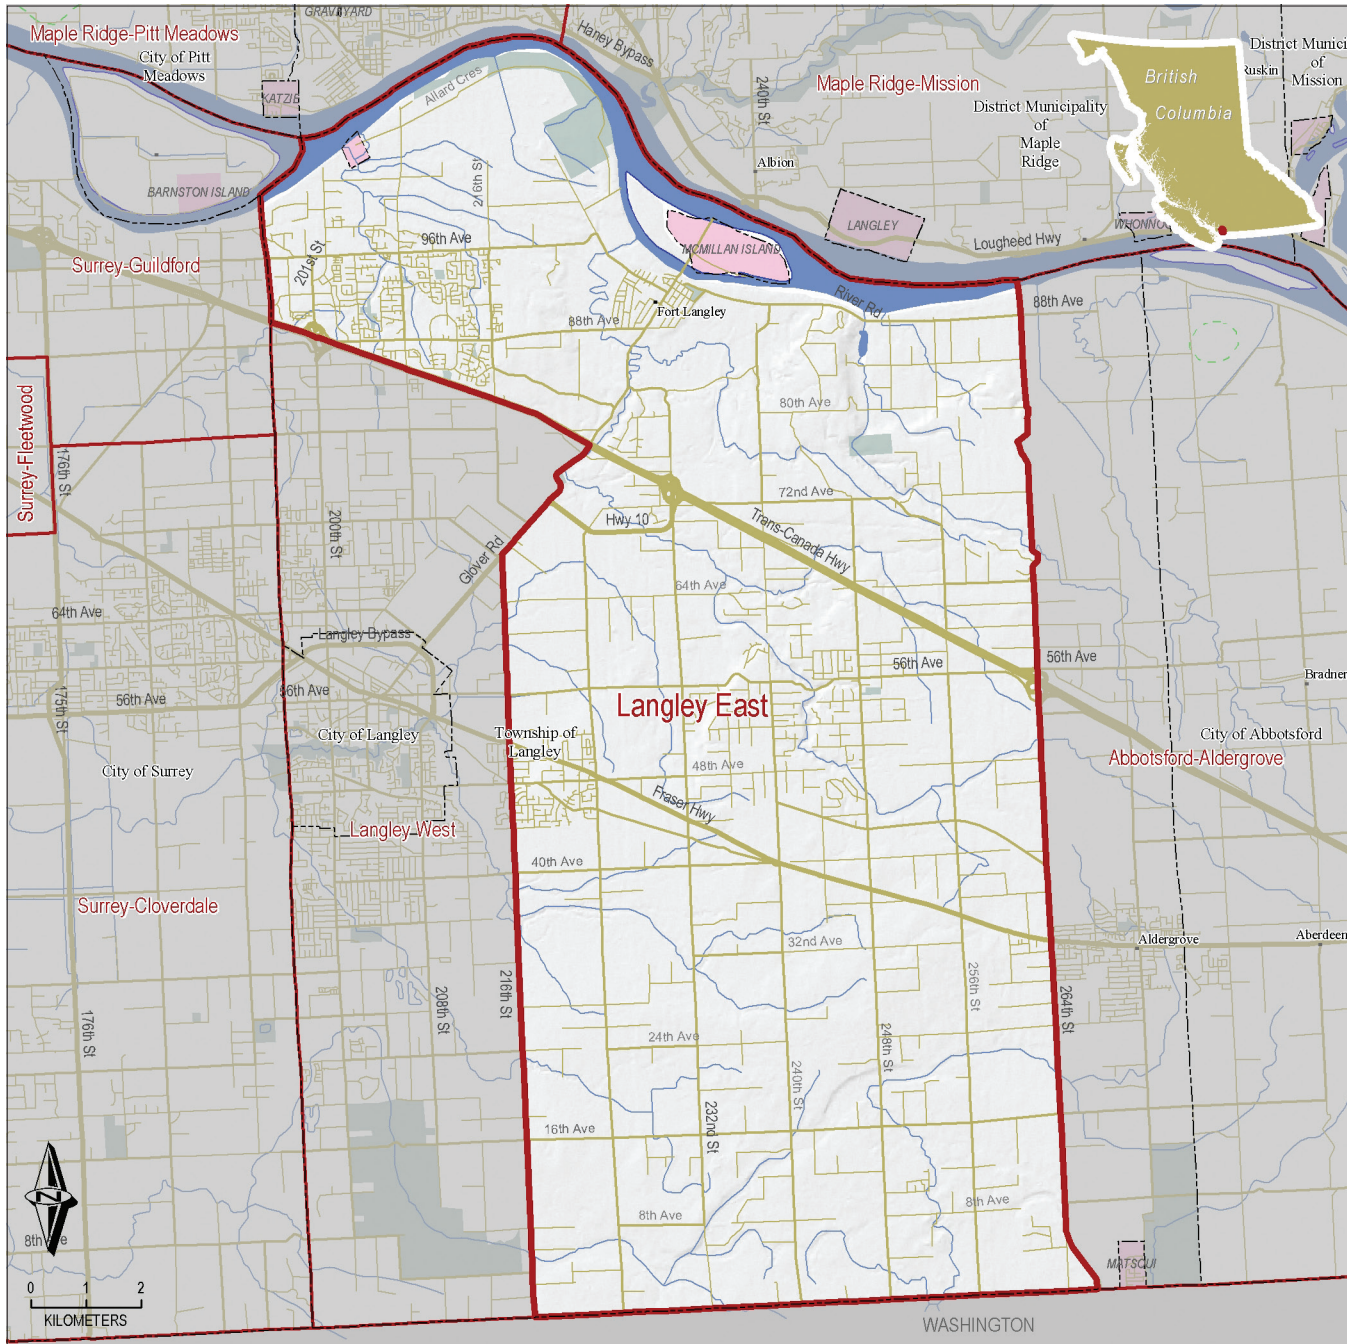 GRAVEYARD
Maple Ridge-Pitt Meadows
City of Pitt
Meadows
Haney Bypass
District Munici
of
Mission
Ruskin
British
Columbia
Maple Ridge-Mission
Allard Cres
KATZIE
240th St
District Municipality
of
Maple
Ridge
Albion
BARNSTON ISLAND
216th St
LANGLEY
WHONNO
Lougheed Hwy
96th Ave
MCMILLAN ISLAND
201st St
Surrey-Guildford
River Rd
88th Ave
Fort Langley
88th Ave
80th Ave
Surrey-Fleetwood
176th St
72nd Ave
200th St
Hwy 10
Trans-Canada Hwy
Glover Rd
64th Ave
64th Ave
Langley Bypass
56th Ave
56th Ave
Bradner
175th St
56th Ave
56th Ave
Langley East
City of Langley
Township of
Langley
City of Abbotsford
Abbotsford-Aldergrove
City of Surrey
48th Ave
Fraser Hwy
Langley West
40th Ave
Surrey-Cloverdale
32nd Ave
Aldergrove
Aberdeen
176th St
208th St
216th St
256th St
264th St
24th Ave
248th St
240th St
232nd St
16th Ave
N
8th Ave
8th Ave
8th Ave
MATSQUI
0 1 2
KILOMETERS
WASHINGTON